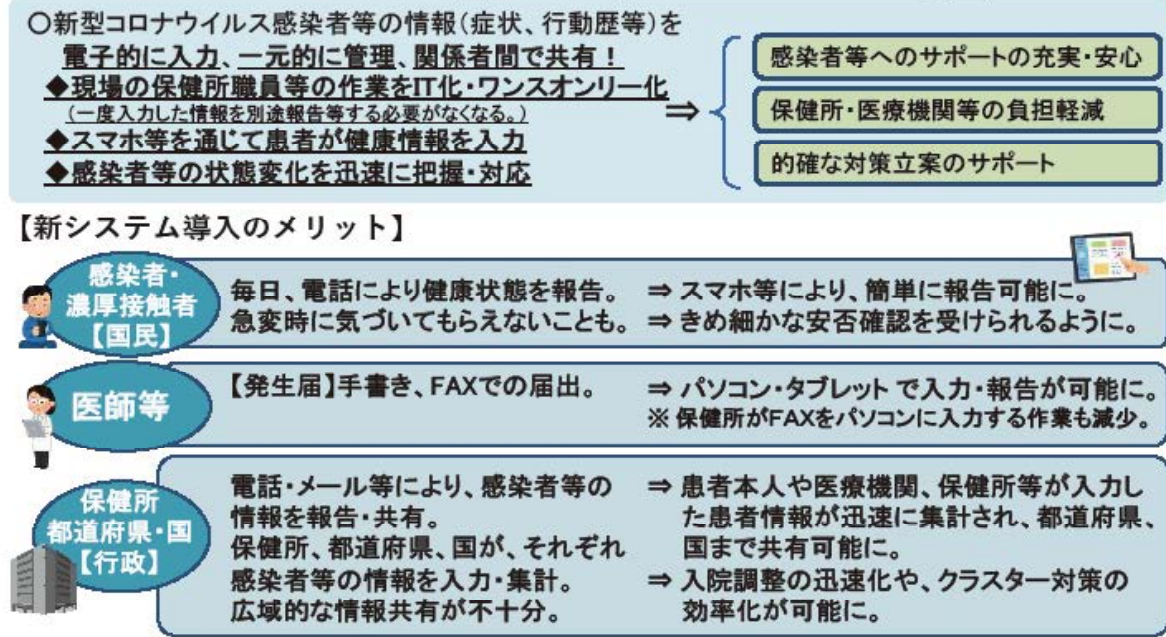 〇新型コロナウイルス感染者等の情報(症状、行動歴等)を
電子的に入力、一元的に管理、関係者間で共有！
◆現場の保健所職員等の作業をIT化・ワンスオンリー化
(一度入力した情報を別途報告等する必要がなくなる。)
◆スマホ等を通じて患者が健康情報を入力
◆感染者等の状態変化を迅速に把握・対応
⇒
感染者等へのサポートの充実・安心
保健所・医療機関等の負担軽減
的確な対策立案のサポート
【新システム導入のメリット】
感染者・
濃厚接触者
【国民】
毎日、電話により健康状態を報告。
急変時に気づいてもらえないことも。
⇒ スマホ等により、簡単に報告可能に。
⇒ きめ細かな安否確認を受けられるように。
医師等
【発生届】手書き、FAXでの届出。
⇒ パソコン・タブレット で入力・報告が可能に。
※ 保健所がFAXをパソコンに入力する作業も減少。
保健所
都道府県・国
【行政】
電話・メール等により、感染者等の
情報を報告・共有。
保健所、都道府県、国が、それぞれ
感染者等の情報を入力・集計。
広域的な情報共有が不十分。
⇒ 患者本人や医療機関、保健所等が入力し
た患者情報が迅速に集計され、都道府県、
国まで共有可能に。
⇒ 入院調整の迅速化や、クラスター対策の
効率化が可能に。